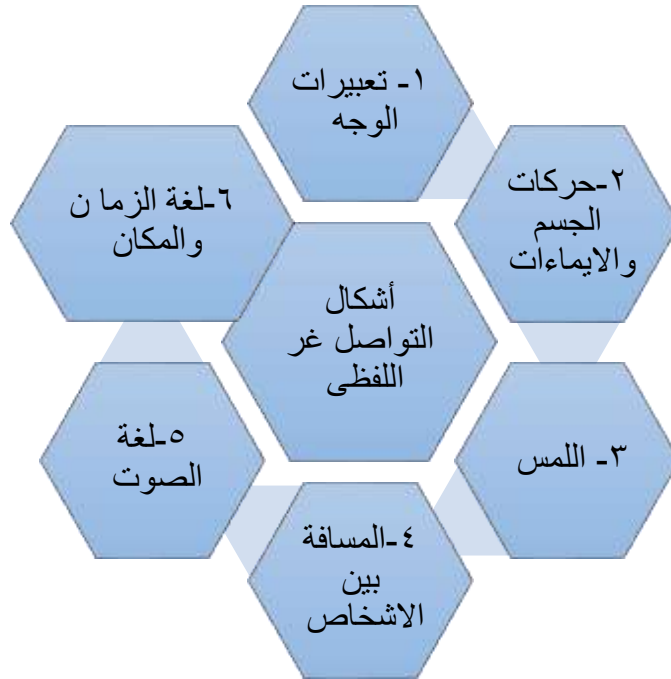 ١- تعبيرات
الوجه
٢-حركات
الجسم
والايماءات
٣- اللمس
٤-المسافة
بين
الاشخاص
٥-لغة
الصوت
٦-لغة الزما ن
والمكان
أشكال
التواصل غر
اللفظى